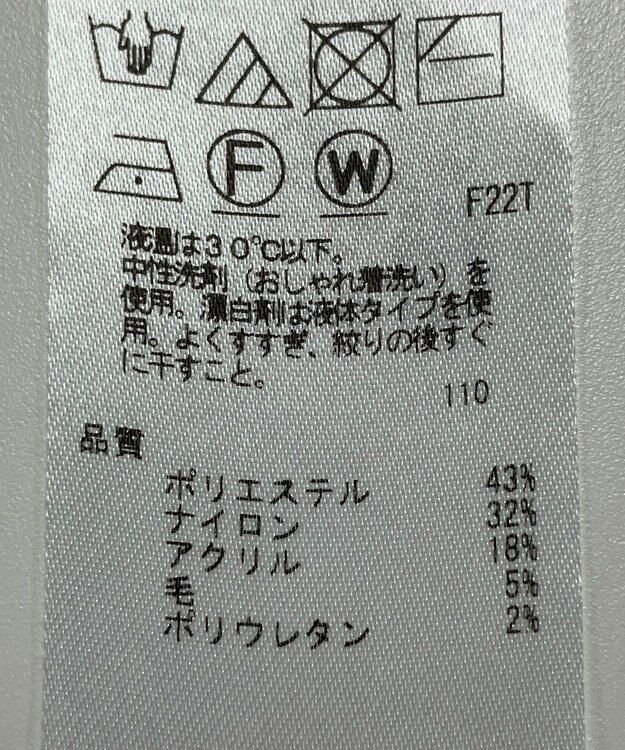 F W
F22T
液温は30℃以下。
中性洗剤（おしゃれ着洗い）を
使用。漂白剤は液体タイプを使
用。よくすすぎ、絞りの後すぐ
に干すこと。
110
品質
ポリエステル 43%
ナイロン 32%
アクリル 18%
毛 5%
ポリウレタン 2%